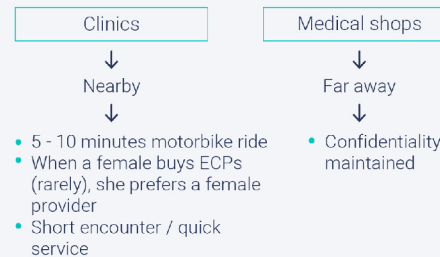 Clinics
Nearby
5 - 10 minutes motorbike ride
When a female buys ECPs
(rarely), she prefers a female
provider
Short encounter / quick
service
Medical shops
Far away
Confidentiality
maintained